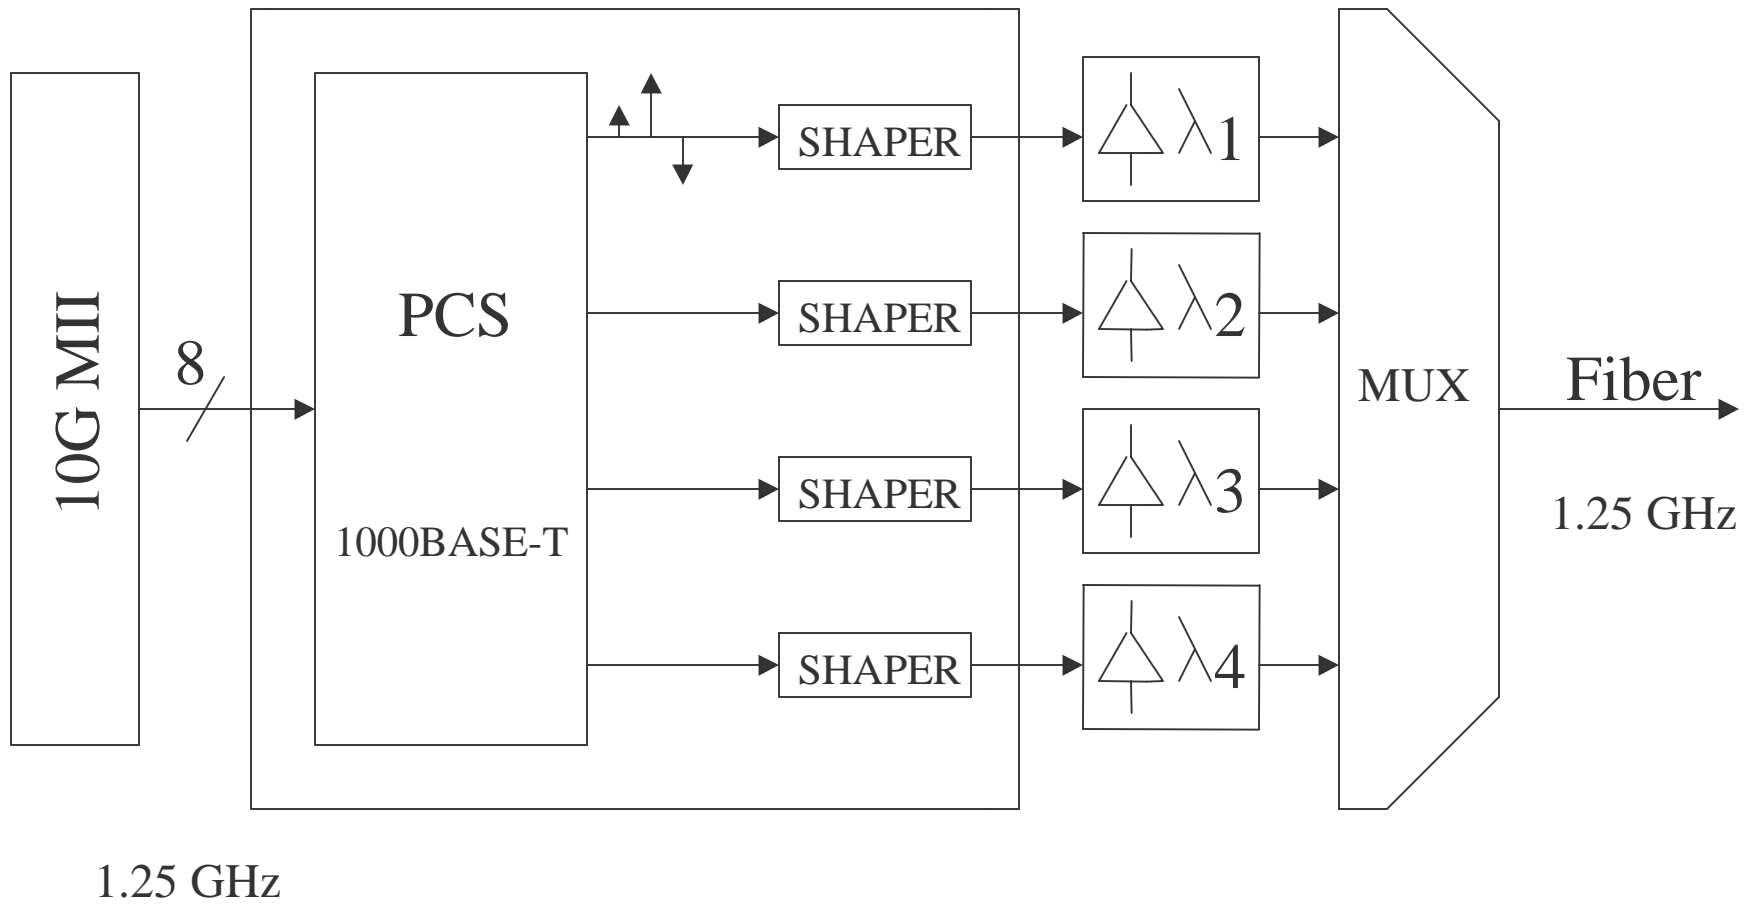 10G MII
8
PCS
1000BASE-T
SHAPER
SHAPER
SHAPER
SHAPER
λ1
λ2
λ3
λ4
MUX
Fiber
1.25 GHz
1.25 GHz